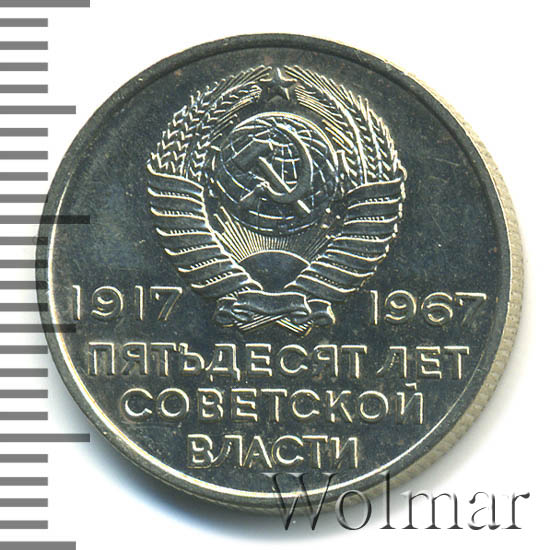 1917 1967
ПЯТЬДЕСЯТ ЛЕТ
СОВЕТСКОЙ
ВЛАСТИ
Wolmar